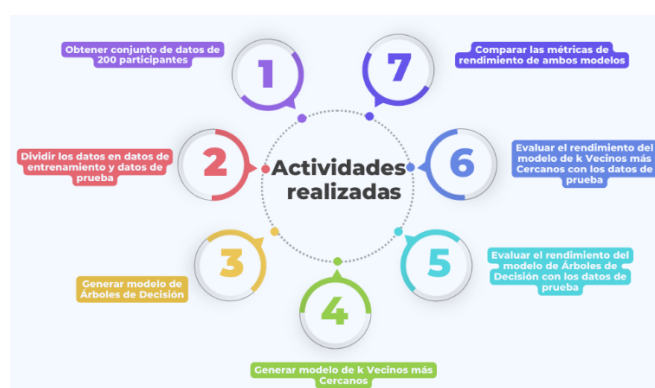 1
Obtener conjunto de datos de
200 participantes
2
Dividir los datos en datos de
entrenamiento y datos de
prueba
3
Generar modelo de
Árboles de Decisión
4
Generar modelo de k Vecinos más
Cercanos
5
Evaluar el rendimiento del
modelo de Árboles de
Decisión con los datos de
prueba
6
Evaluar el rendimiento del
modelo de k Vecinos más
Cercanos con los datos de
prueba
7
Comparar las métricas de
rendimiento de ambos modelos
Actividades
realizadas